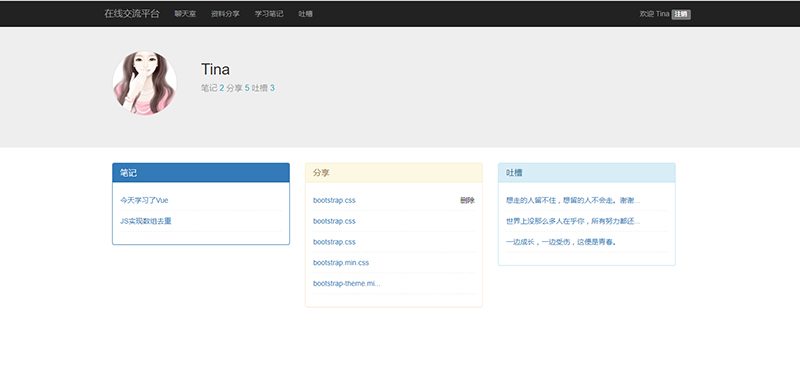 在线交流平台 聊天室 资料分享 学习笔记 吐槽 欢迎 Tina 注销
Tina
笔记 2 分享 5 吐槽 3
笔记
今天学习了Vue
JS实现数组去重
分享
bootstrap.css 删除
bootstrap.css
bootstrap.css
bootstrap.min.css
bootstrap-theme.mi...
吐槽
想走的人留不住，想留的人不会走。谢谢...
世界上没那么多人在乎你，所有努力都还...
一边成长，一边受伤，这便是青春。